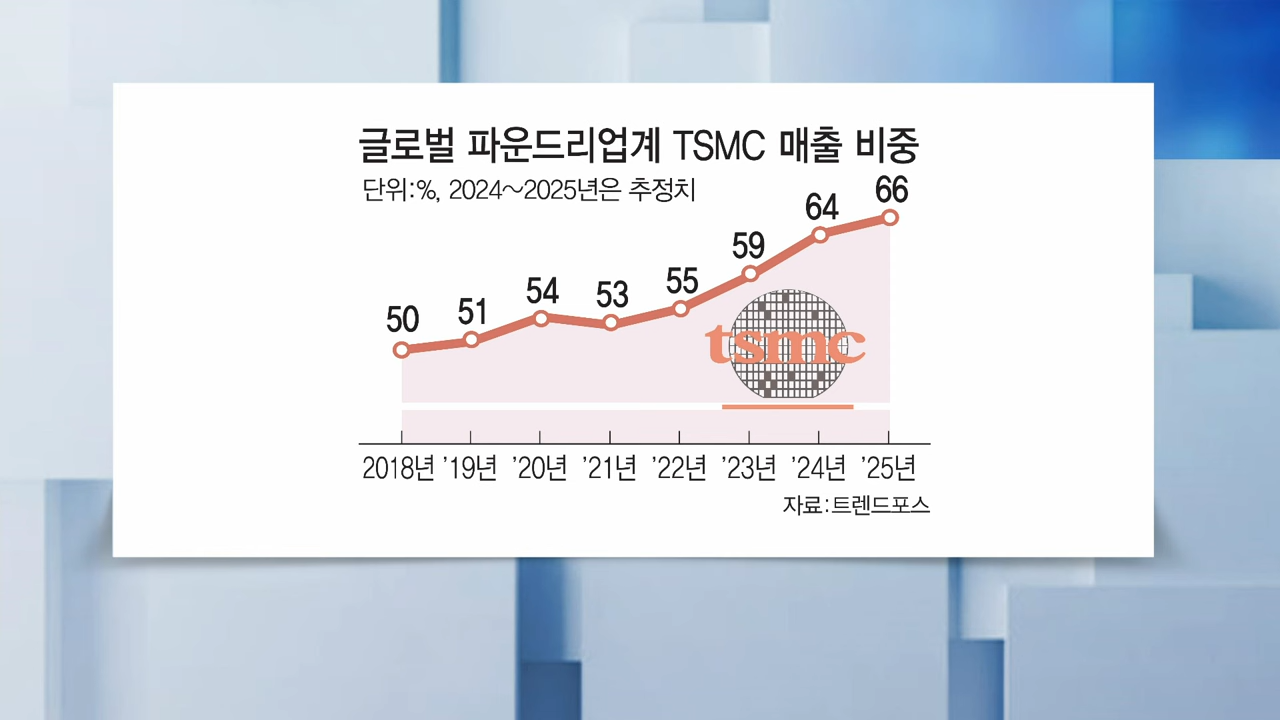 글로벌 파운드리업계 TSMC 매출 비중
단위:%, 2024~2025년은 추정치
50 51 54 53 55 59 64 66
tsmc
2018년 ’19년 ’20년 ’21년 ’22년 ’23년 ’24년 ’25년
자료:트렌드포스